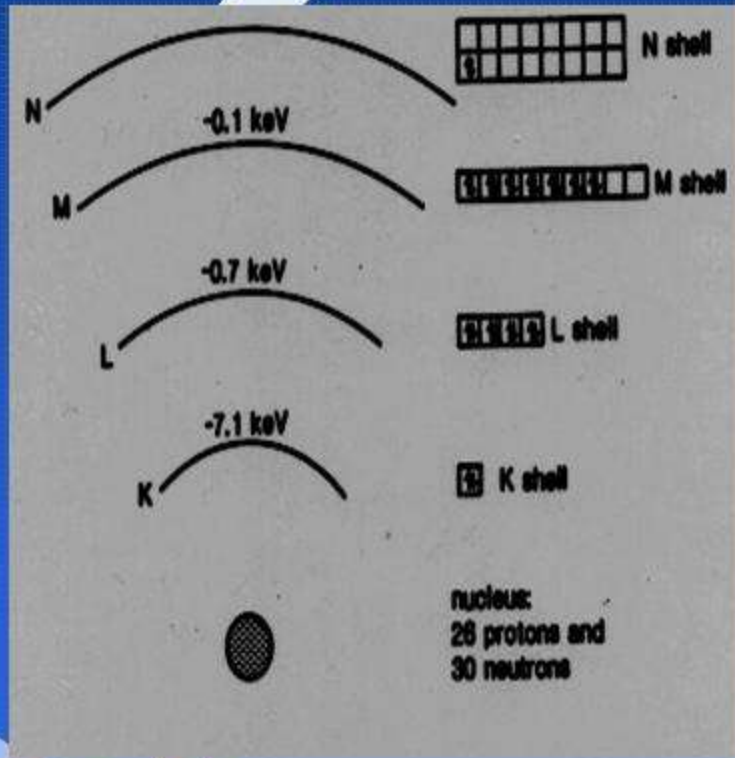 N shell
N
-0.1 keV
M
M shell
-0.7 keV
L
L shell
-7.1 keV
K
K shell
nucleus:
26 protons and
30 neutrons